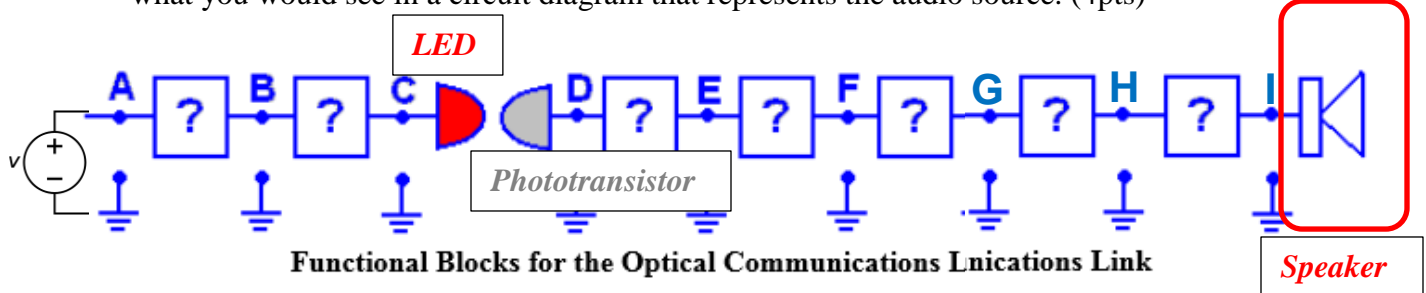 what you would see in a circuit diagram that represents the audio source. (4pts)
LED
A ? B ? C D ? E ? F ? G ? H ? I
v + −
Phototransistor
Functional Blocks for the Optical Communications Lnications Link
Speaker